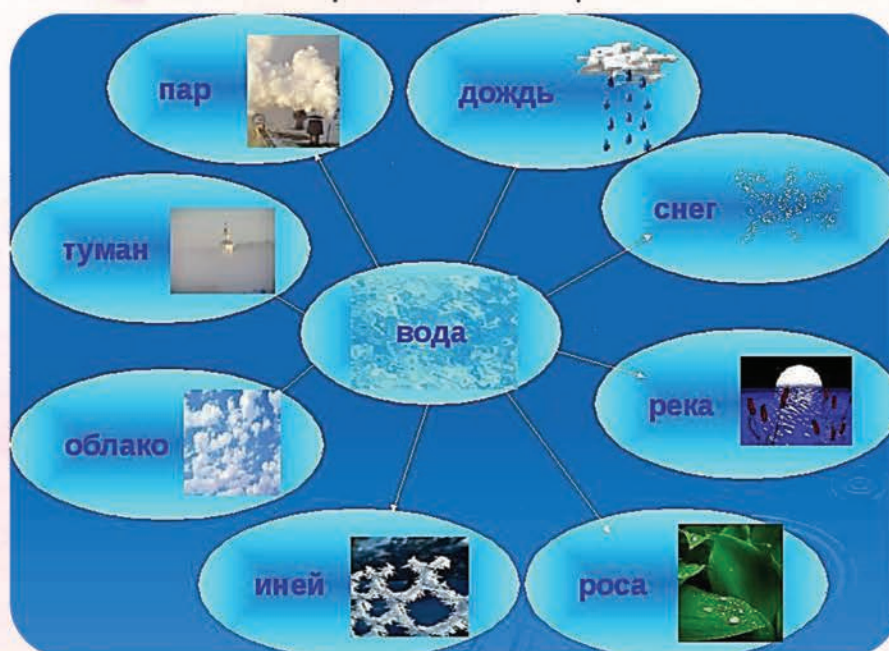 пар
дождь
снег
туман
вода
река
облако
иней
роса